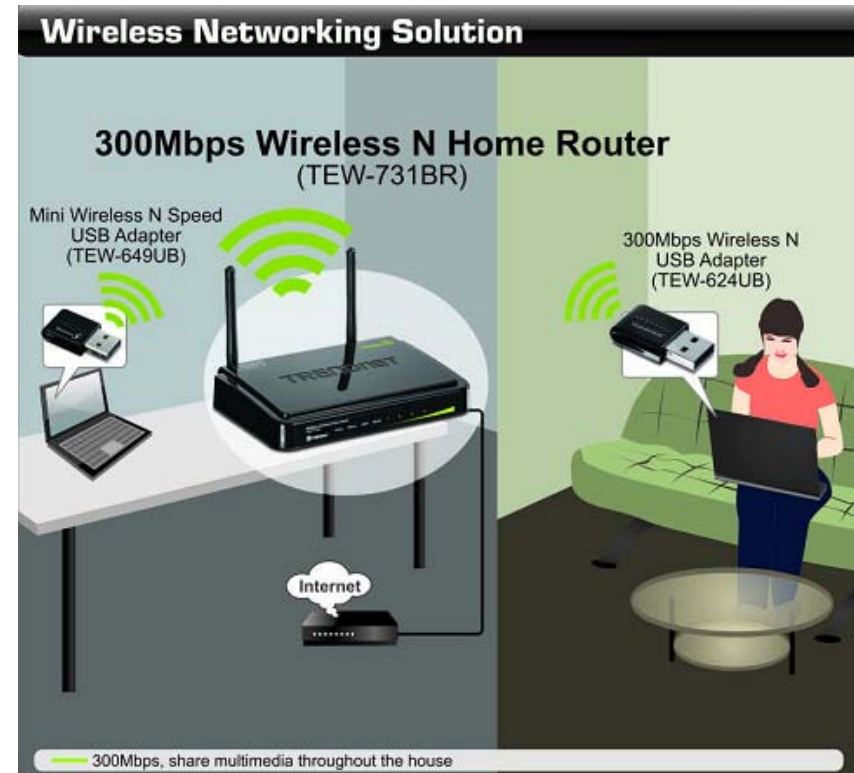 Wireless Networking Solution
300Mbps Wireless N Home Router
(TEW-731BR)
Mini Wireless N Speed
USB Adapter
(TEW-649UB)
300Mbps Wireless N
USB Adapter
(TEW-624UB)
TRENDNET
Internet
300Mbps, share multimedia throughout the house